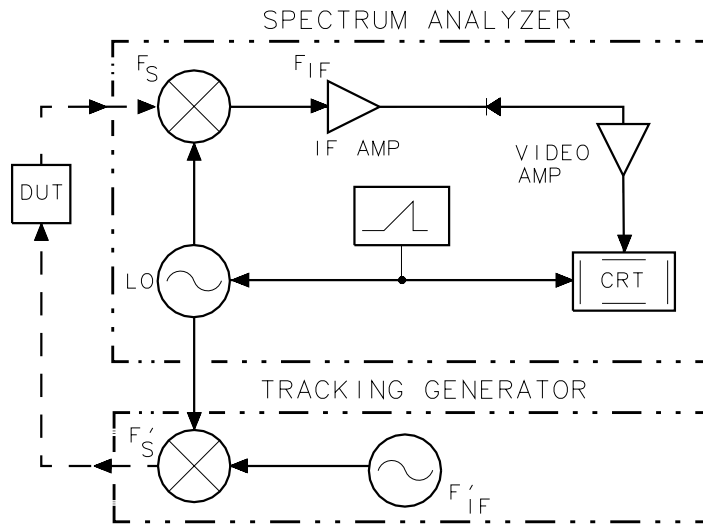 SPECTRUM ANALYZER
F_S
F_IF
IF AMP
VIDEO
AMP
DUT
LO
CRT
TRACKING GENERATOR
F'_S
F'_IF